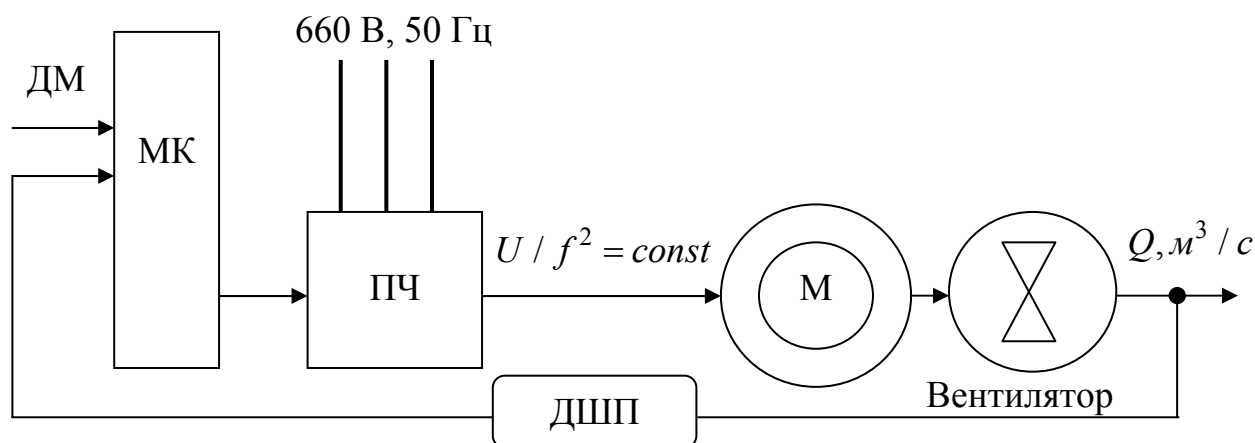 660 В, 50 Гц
ДМ
МК
ПЧ
U / f² = const
М
Q, м³ / с
Вентилятор
ДШП